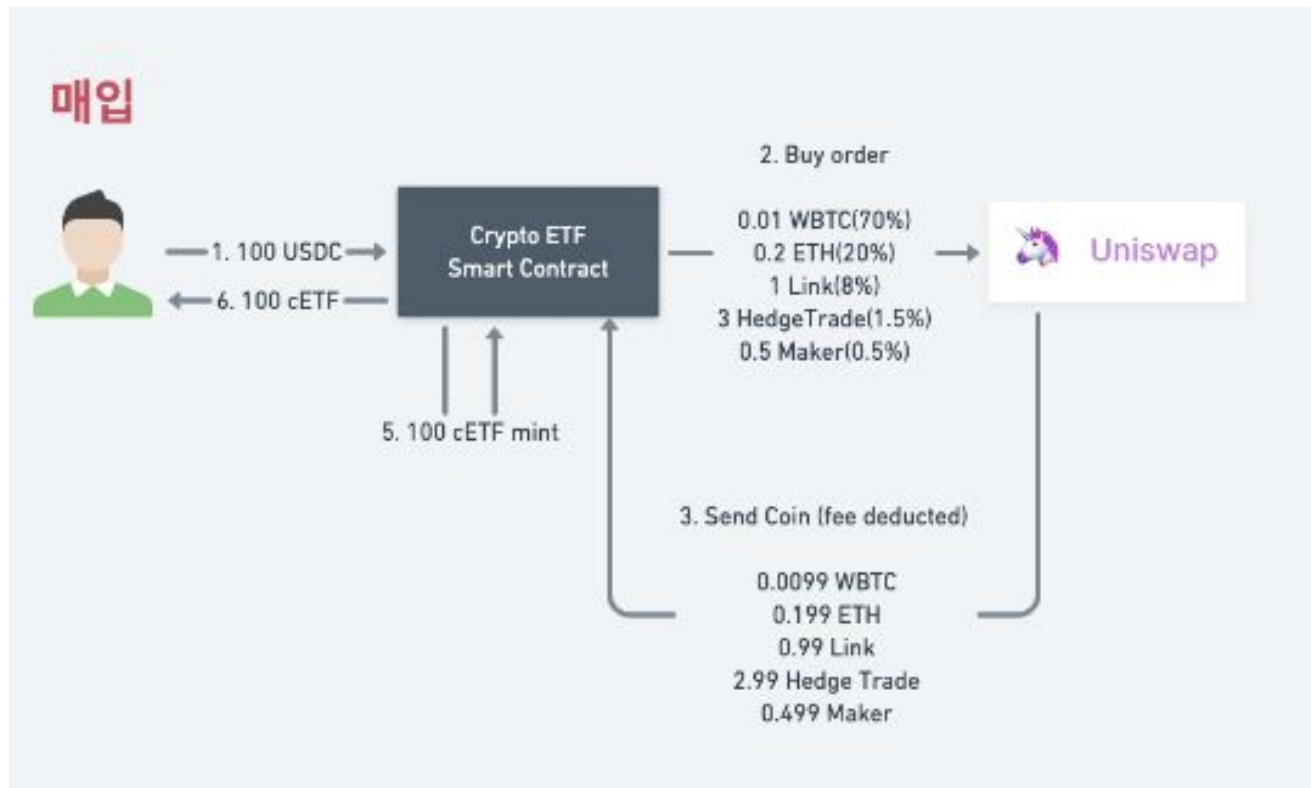 매입
1. 100 USDC
6. 100 cETF
Crypto ETF
Smart Contract
2. Buy order
0.01 WBTC(70%)
0.2 ETH(20%)
1 Link(8%)
3 HedgeTrade(1.5%)
0.5 Maker(0.5%)
Uniswap
5. 100 cETF mint
3. Send Coin (fee deducted)
0.0099 WBTC
0.199 ETH
0.99 Link
2.99 Hedge Trade
0.499 Maker